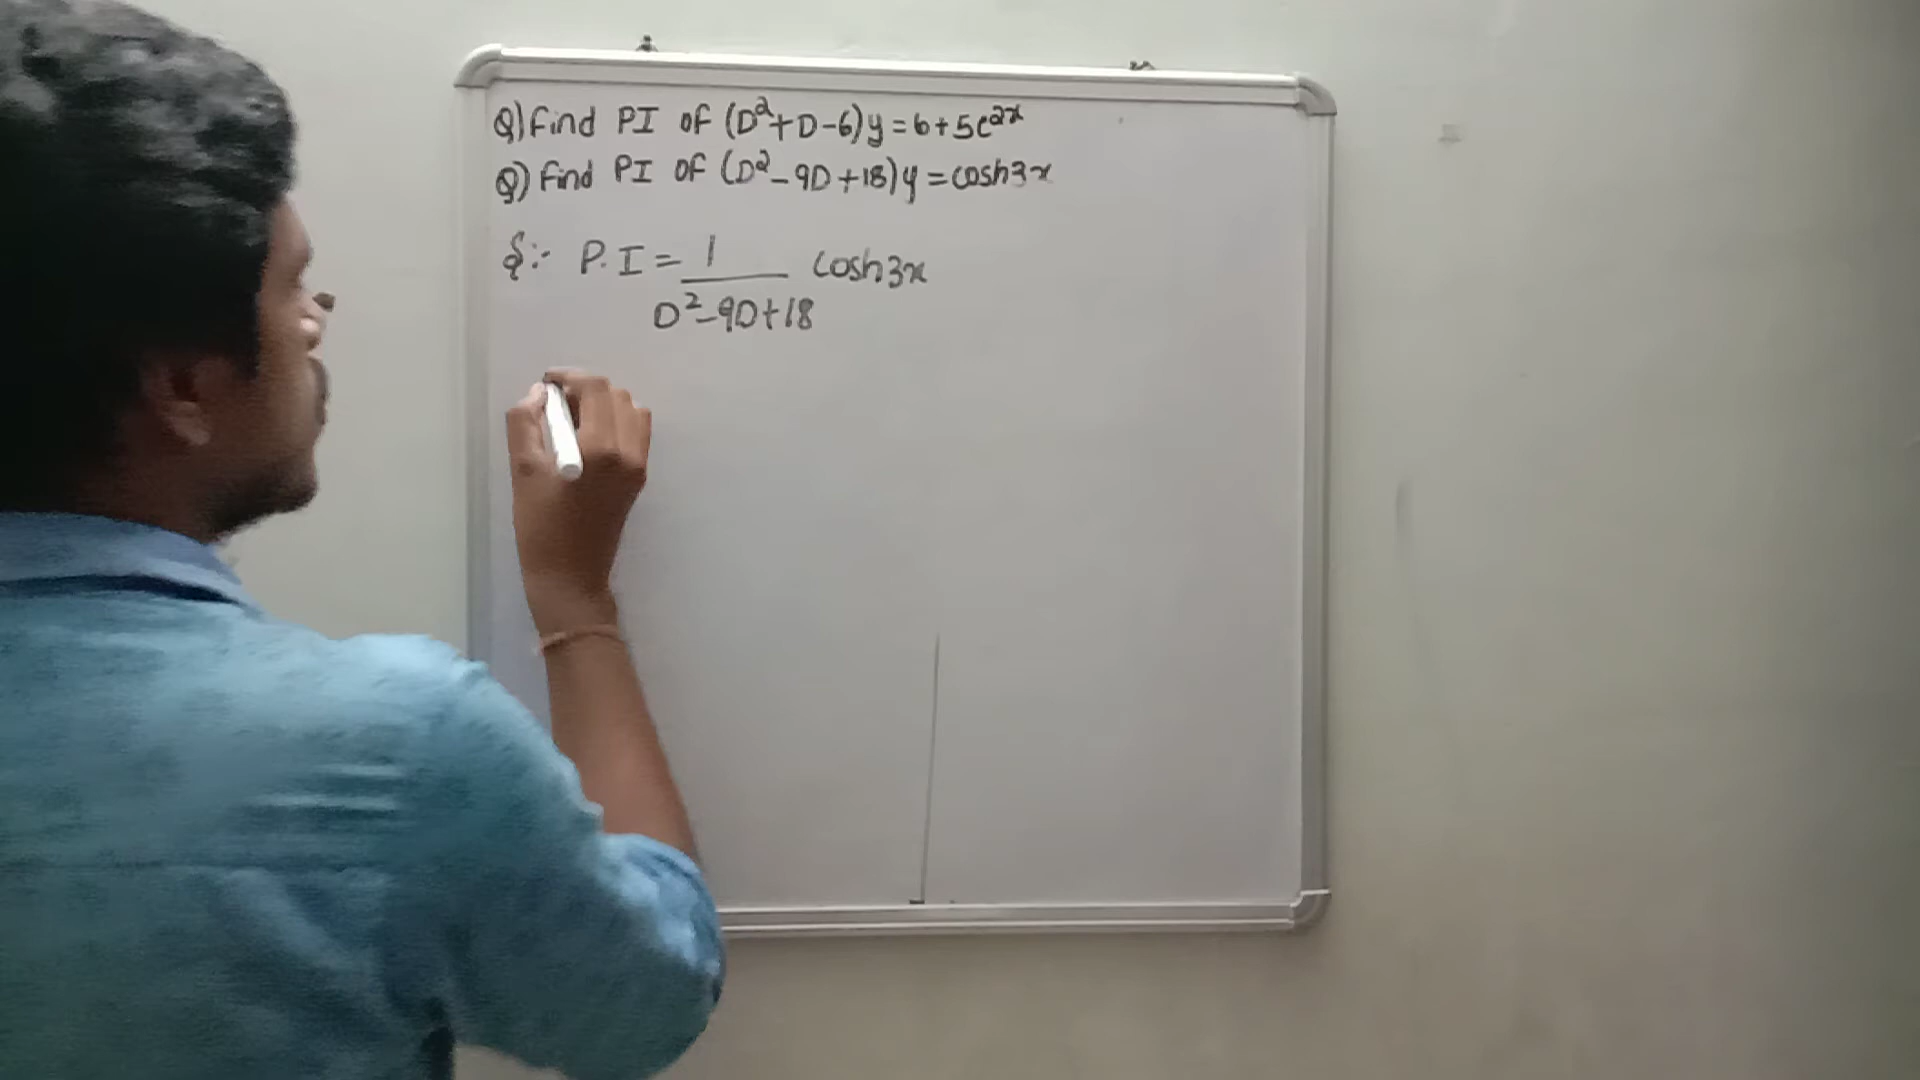 Q) Find PI of (D²+D-6)y=6+5e²ˣ
Q) Find PI of (D²-9D+18)y=cosh3x
S:- P.I = 1/(D²-9D+18) cosh3x